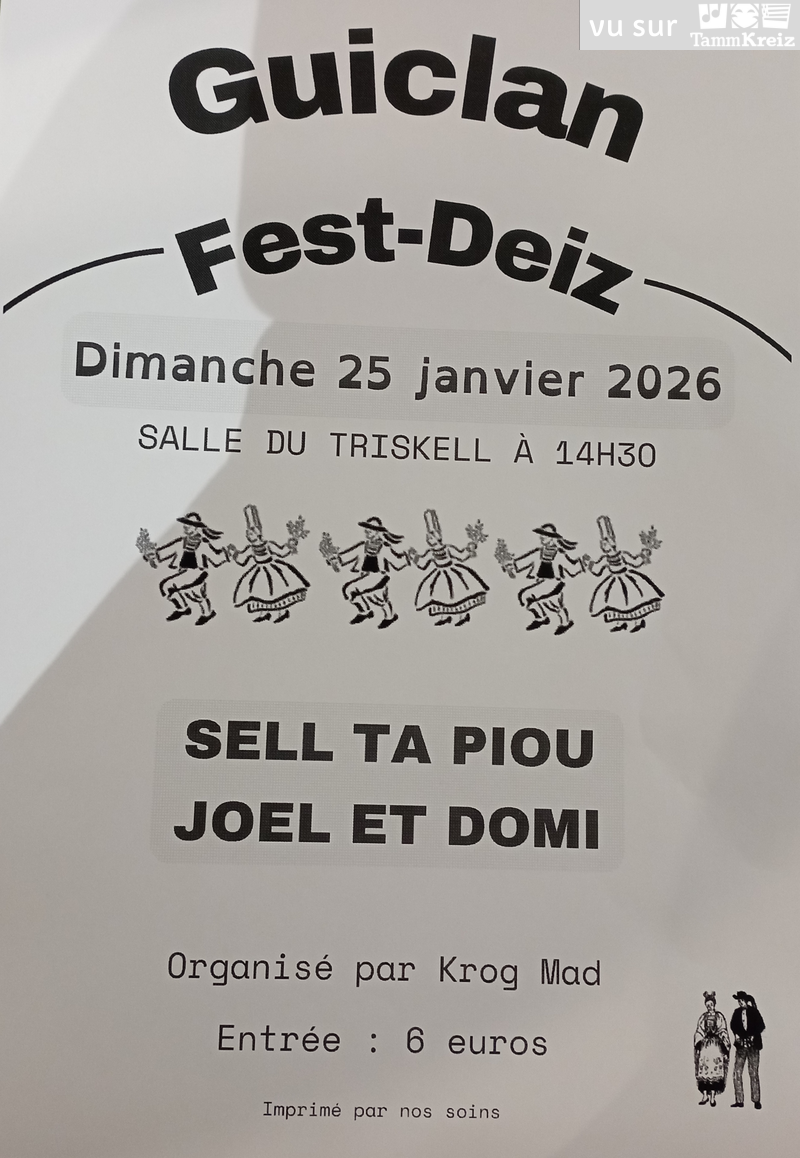 vu sur TammKreiz
Guiclan
Fest-Deiz
Dimanche 25 janvier 2026
SALLE DU TRISKELL À 14H30
SELL TA PIOU
JOEL ET DOMI
Organisé par Krog Mad
Entrée : 6 euros
Imprimé par nos soins